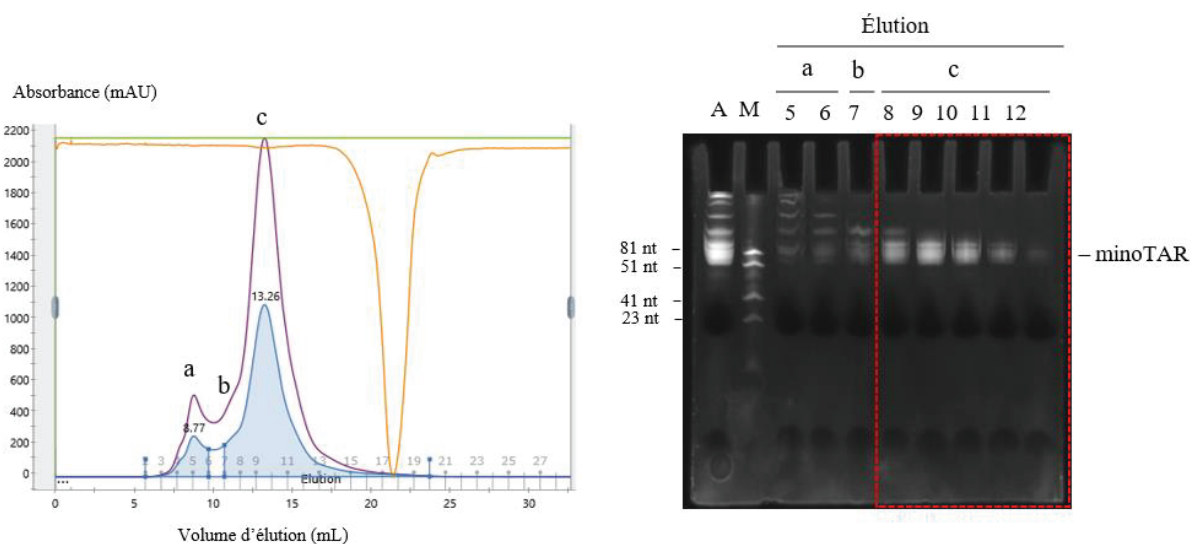 Absorbance (mAU)
2200
2000
1800
1600
1400
1200
1000
800
600
400
200
0
a
b
c
8.77
13.26
2 3 5 6 7 8 9 11 13 15 17 19 21 23 25 27
...
Elution
0 5 10 15 20 25 30
Volume d'élution (mL)
Élution
a b c
A M 5 6 7 8 9 10 11 12
81 nt –
51 nt –
41 nt –
23 nt –
– minoTAR